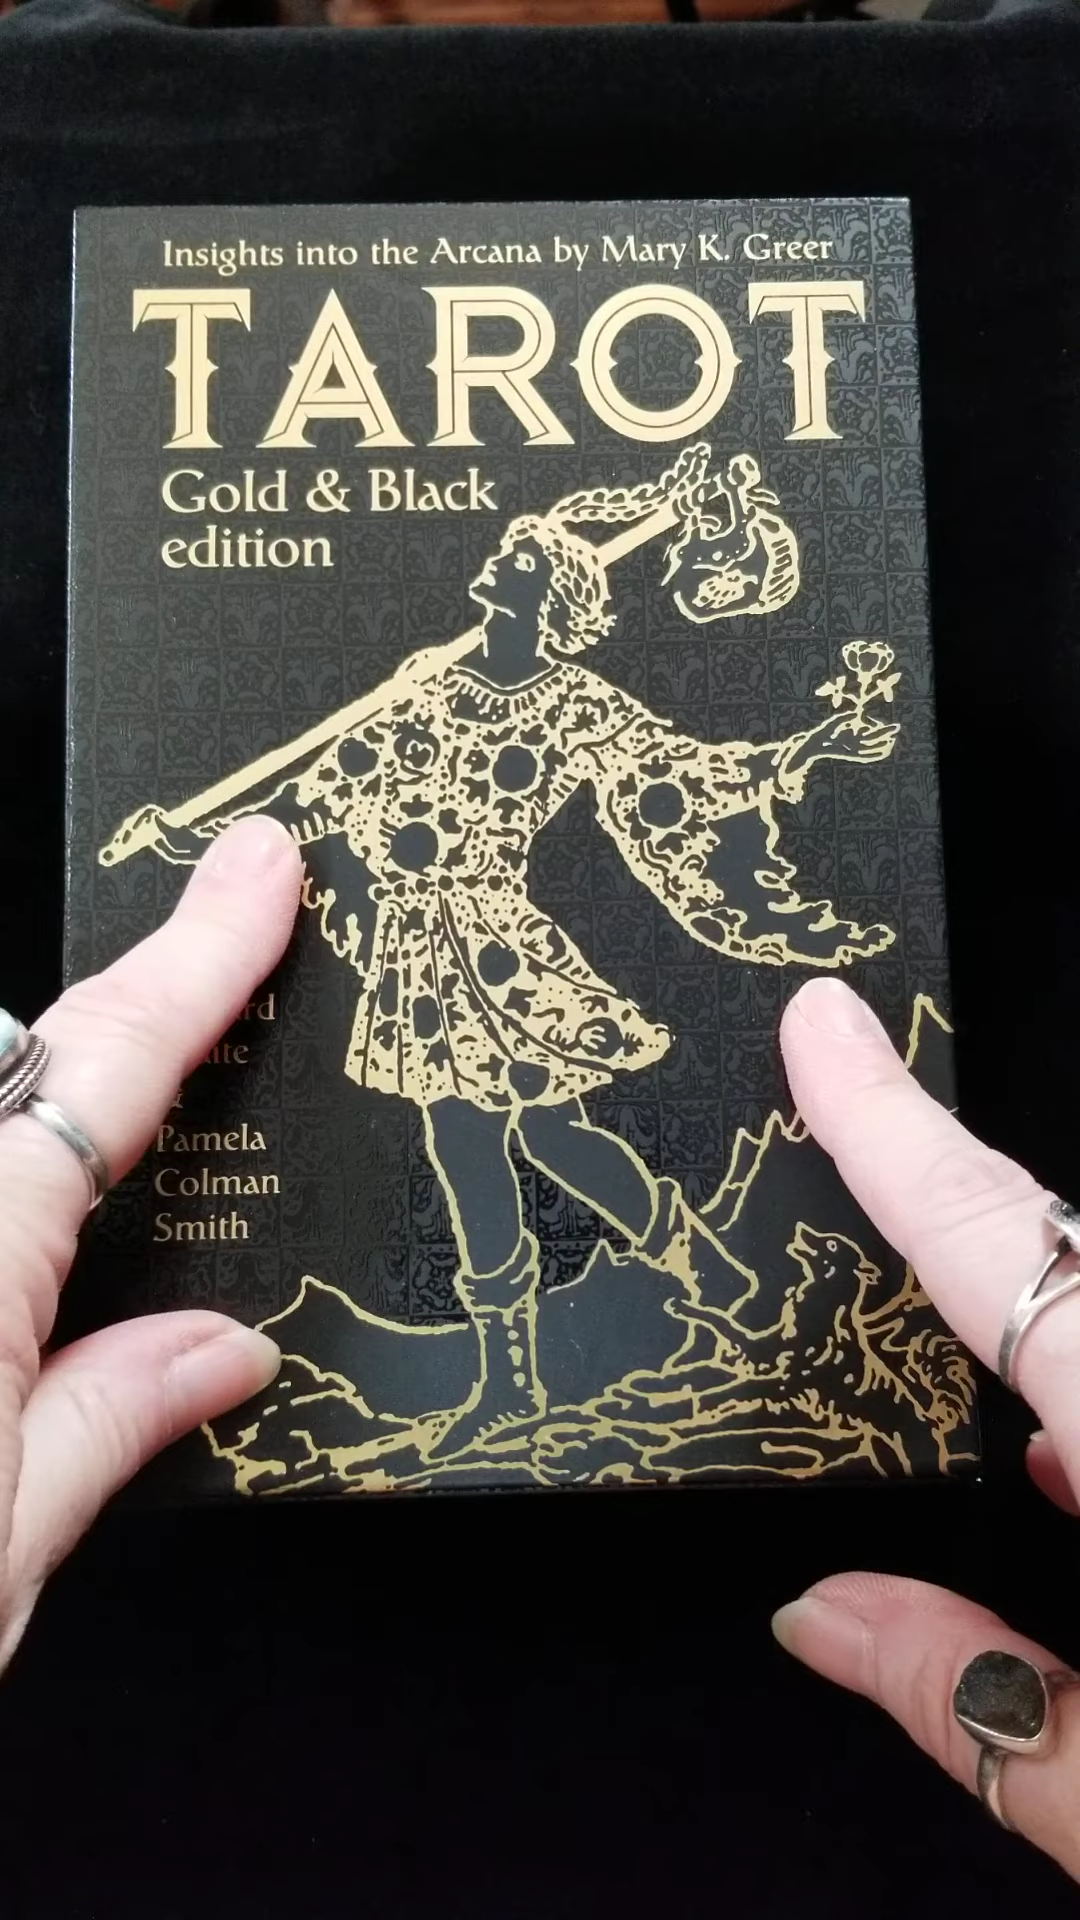 Insights into the Arcana by Mary K. Greer
TAROT
Gold & Black
edition
&
Pamela
Colman
Smith